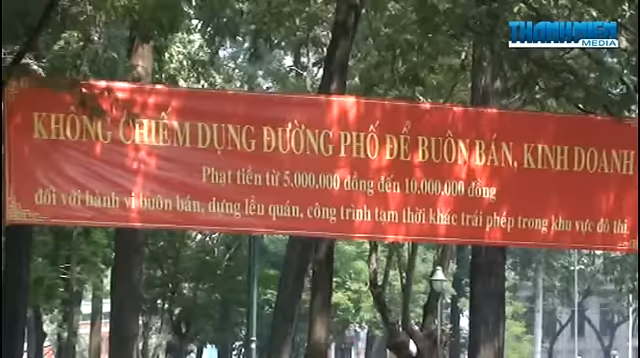 THANHNIEN
MEDIA
KHÔNG CHIẾM DỤNG ĐƯỜNG PHỐ ĐỂ BUÔN BÁN, KINH DOANH
Phạt tiền từ 5.000.000 đồng đến 10.000.000 đồng
đối với hành vi buôn bán, dựng lều quán, công trình tạm thời khác trái phép trong khu vực đô thị.